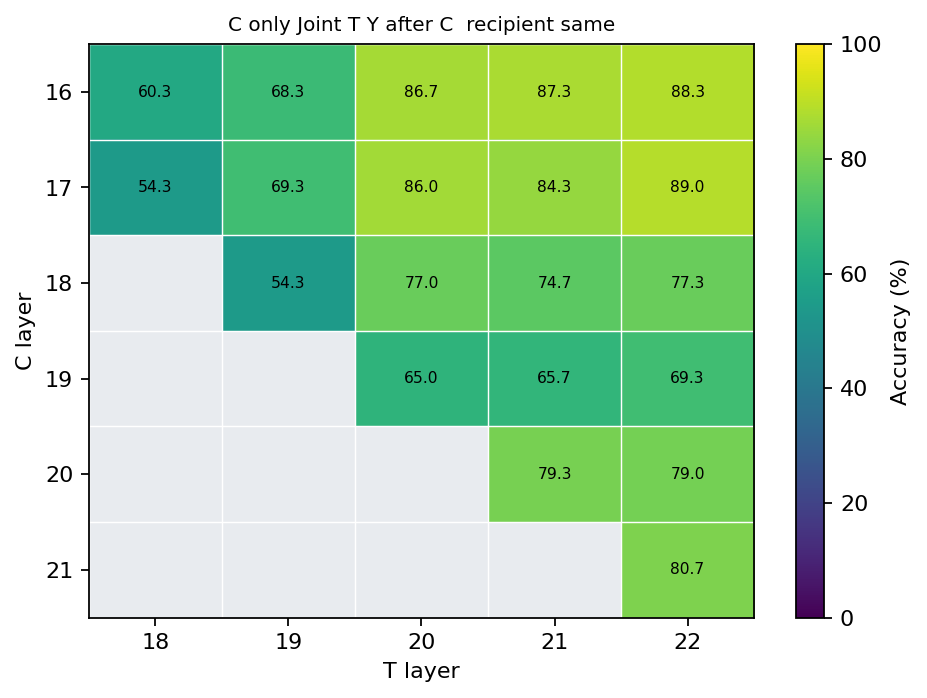 C only Joint T Y after C  recipient same
16 60.3 68.3 86.7 87.3 88.3
17 54.3 69.3 86.0 84.3 89.0
18 54.3 77.0 74.7 77.3
19 65.0 65.7 69.3
20 79.3 79.0
21 80.7
18 19 20 21 22
T layer
C layer
100
80
60
40
20
0
Accuracy (%)